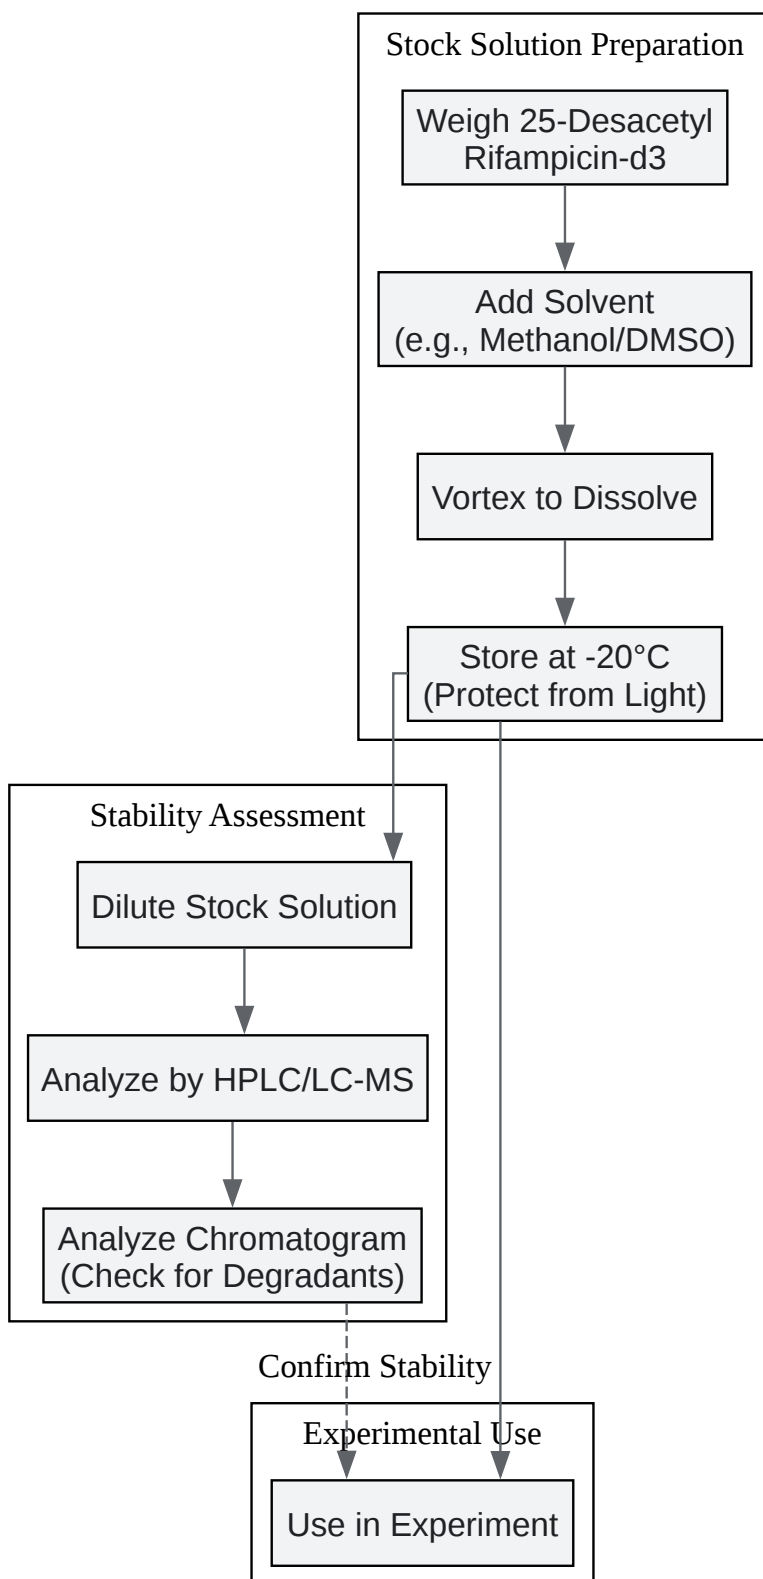 Stock Solution Preparation
Weigh 25-Desacetyl
Rifampicin-d3
Add Solvent
(e.g., Methanol/DMSO)
Vortex to Dissolve
Store at -20°C
(Protect from Light)
Stability Assessment
Dilute Stock Solution
Analyze by HPLC/LC-MS
Analyze Chromatogram
(Check for Degradants)
Confirm Stability
Experimental Use
Use in Experiment